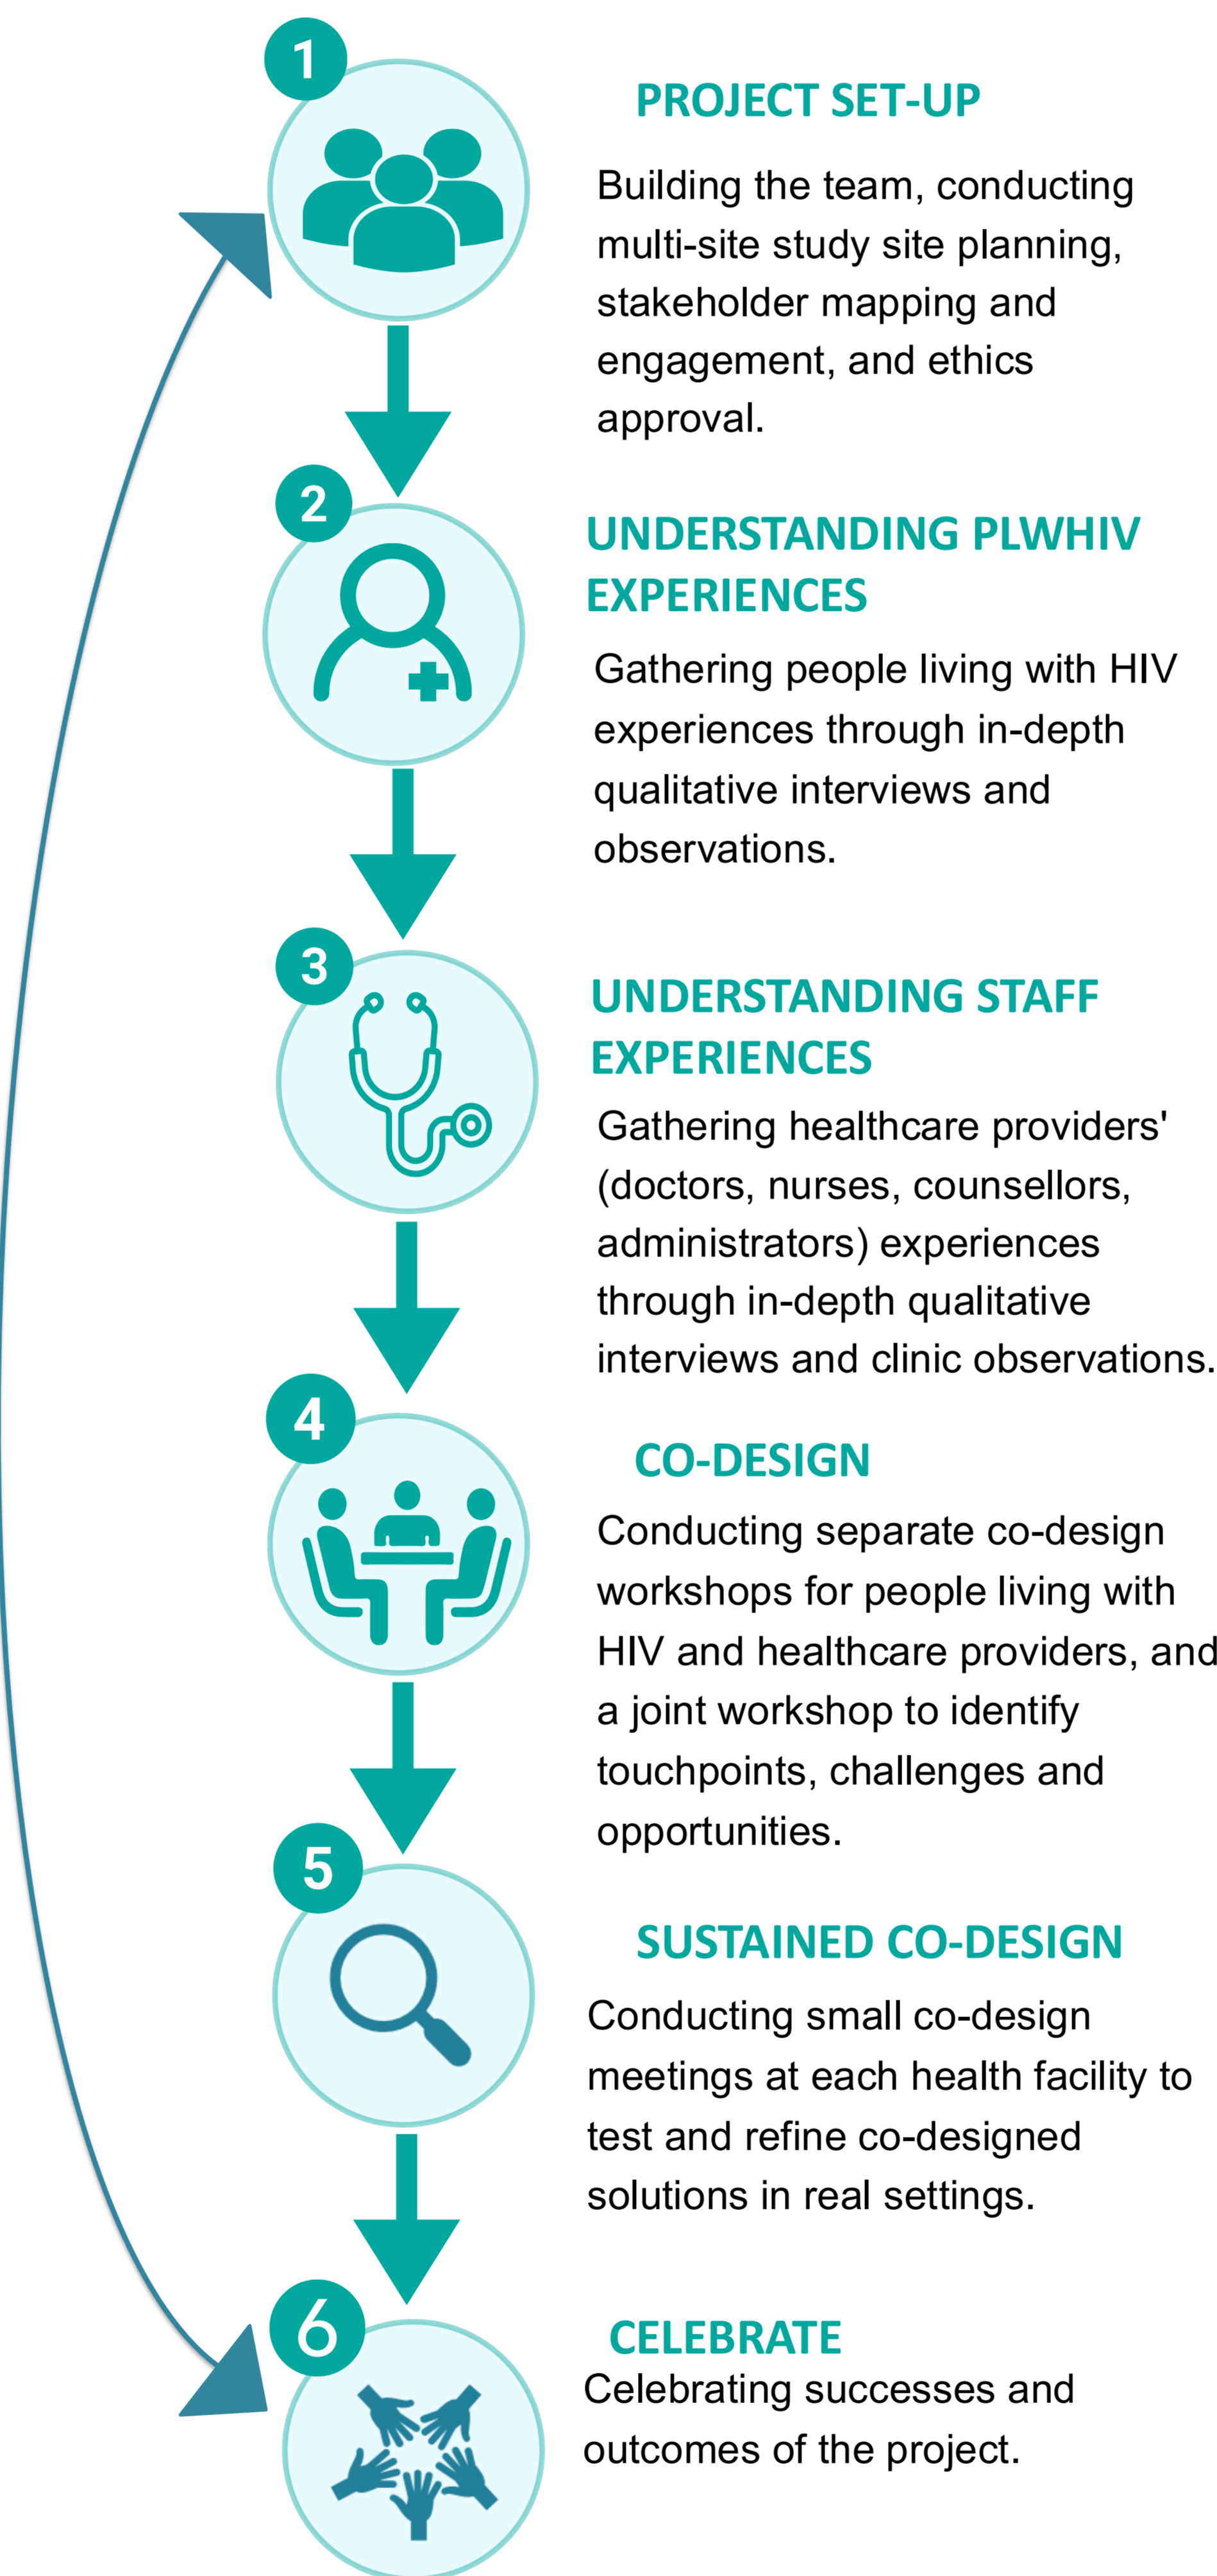 1
PROJECT SET-UP
Building the team, conducting
multi-site study site planning,
stakeholder mapping and
engagement, and ethics
approval.
2
UNDERSTANDING PLWHIV
EXPERIENCES
Gathering people living with HIV
experiences through in-depth
qualitative interviews and
observations.
3
UNDERSTANDING STAFF
EXPERIENCES
Gathering healthcare providers'
(doctors, nurses, counsellors,
administrators) experiences
through in-depth qualitative
interviews and clinic observations.
4
CO-DESIGN
Conducting separate co-design
workshops for people living with
HIV and healthcare providers, and
a joint workshop to identify
touchpoints, challenges and
opportunities.
5
SUSTAINED CO-DESIGN
Conducting small co-design
meetings at each health facility to
test and refine co-designed
solutions in real settings.
6
CELEBRATE
Celebrating successes and
outcomes of the project.